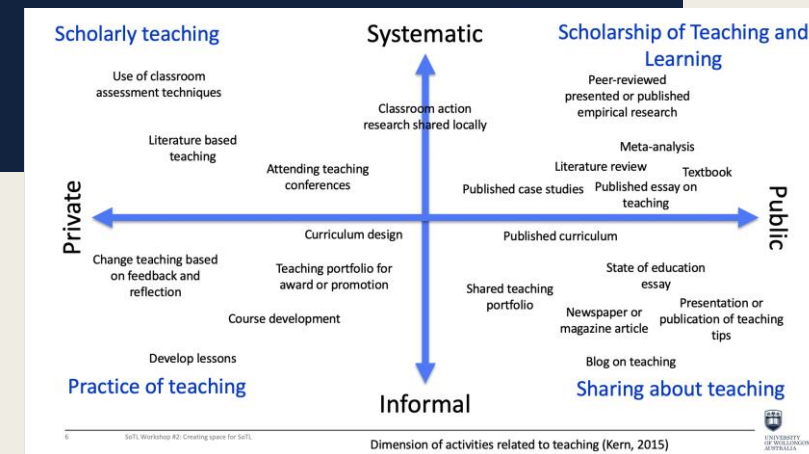 Scholarly teaching
Systematic
Scholarship of Teaching and
Learning
Use of classroom
assessment techniques
Peer-reviewed
presented or published
empirical research
Classroom action
research shared locally
Literature based
teaching
Meta-analysis
Attending teaching
conferences
Literature review
Textbook
Published case studies
Published essay on
teaching
Private
Public
Curriculum design
Published curriculum
Change teaching based
on feedback and
reflection
Teaching portfolio for
award or promotion
State of education
essay
Shared teaching
portfolio
Presentation or
publication of teaching
tips
Newspaper or
magazine article
Course development
Develop lessons
Blog on teaching
Practice of teaching
Informal
Sharing about teaching
6
SoTL Workshop #2: Creating space for SoTL
Dimension of activities related to teaching (Kern, 2015)
UNIVERSITY
OF WOLLONGONG
AUSTRALIA